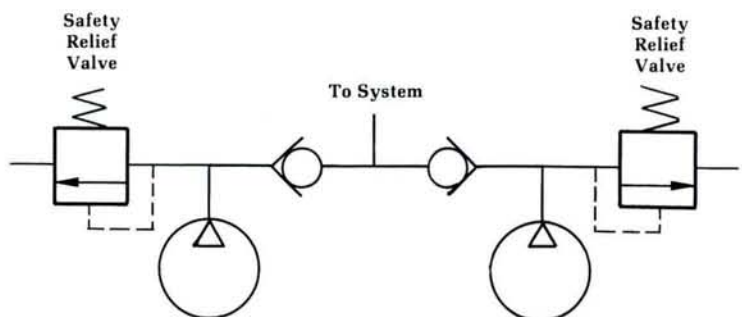 Safety
Relief
Valve
To System
Safety
Relief
Valve